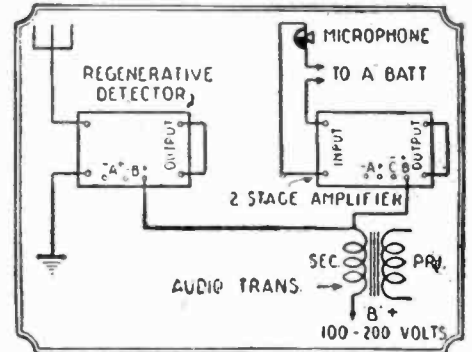 MICROPHONE
TO A BATT
REGENERATIVE
DETECTOR
INPUT
OUTPUT
-A+ -B+
OUTPUT
-A+ C B+
2 STAGE AMPLIFIER
SEC.
PRI.
AUDIO TRANS.
B+
100-200 VOLTS